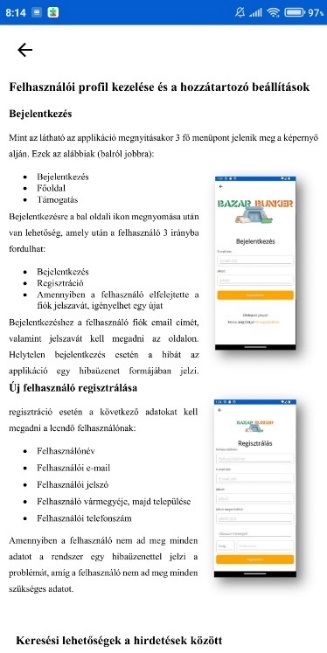 8:14
97%
Felhasználói profil kezelése és a hozzátartozó beállítások
Bejelentkezés
Mint az látható az applikáció megnyitásakor 3 fő menüpont jelenik meg a képernyő
alján. Ezek az alábbiak (balról jobbra):
Bejelentkezés
Főoldal
Támogatás
Bejelentkezésre a bal oldali ikon megnyomása után
van lehetőség, amely után a felhasználó 3 irányba
fordulhat:
Bejelentkezés
Regisztráció
Amennyiben a felhasználó elfelejtette a
fiók jelszavát, igényelhet egy újat
Bejelentkezéshez a felhasználó fiók email címét,
valamint jelszavát kell megadni az oldalon.
Helytelen bejelentkezés esetén a hibát az
applikáció egy hibaüzenet formájában jelzi.
BAZAR BUNKER
Bejelentkezés
Új felhasználó regisztrálása
regisztráció esetén a következő adatokat kell
megadni a leendő felhasználónak:
Felhasználónév
Felhasználói e-mail
Felhasználói jelszó
Felhasználó vármegyéje, majd települése
Felhasználói telefonszám
Amennyiben a felhasználó nem ad meg minden
adatot a rendszer egy hibaüzenettel jelzi a
problémát, amíg a felhasználó nem ad meg minden
szükséges adatot.
BAZAR BUNKER
Regisztrálás
Keresési lehetőségek a hirdetések között